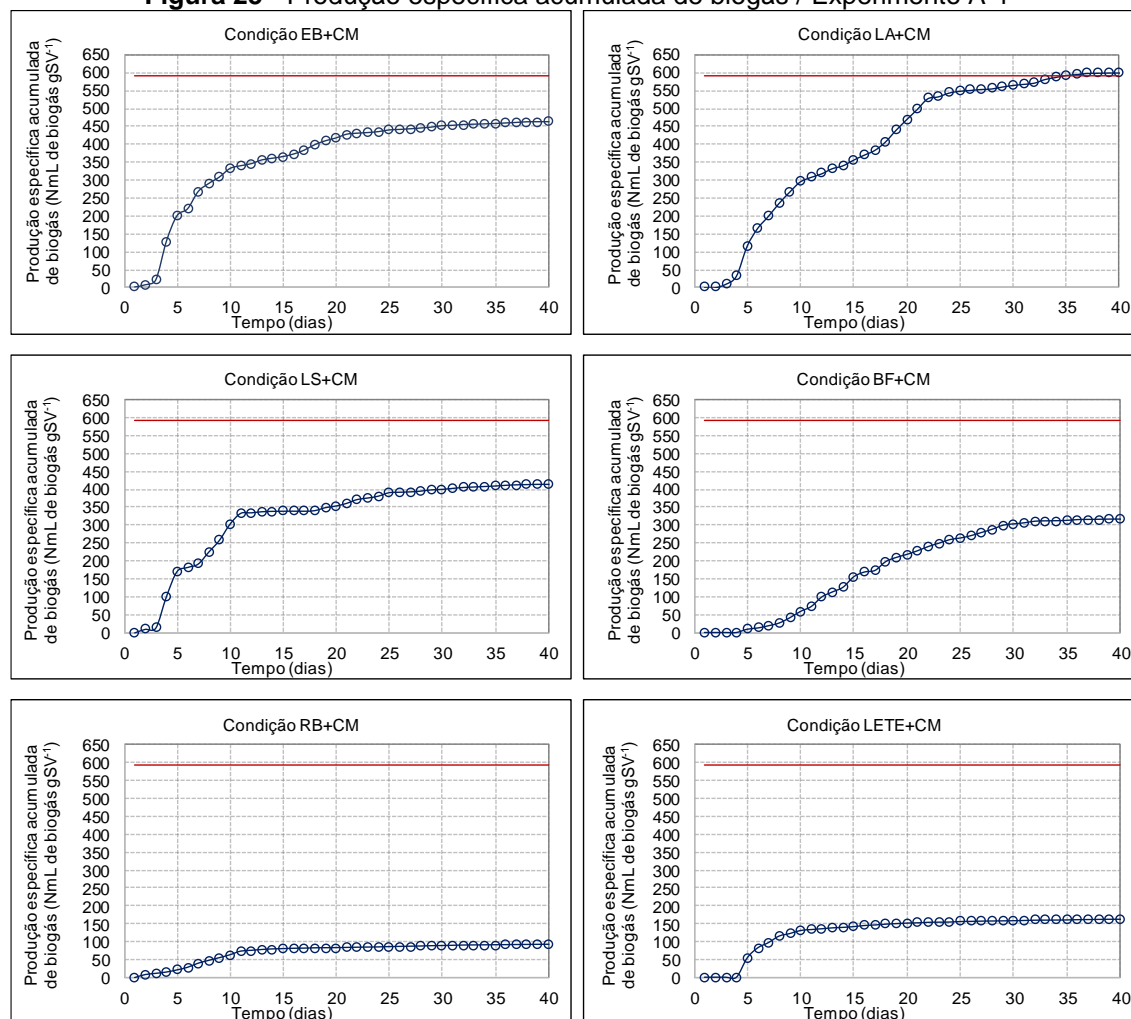 Figura 23 - Produção específica acumulada de biogás / Experimento A-1
Condição EB+CM
Produção específica acumulada
de biogás (NmL de biogás gSV-1)
650
600
550
500
450
400
350
300
250
200
150
100
50
0
0 5 10 15 20 25 30 35 40
Tempo (dias)
Condição LA+CM
Produção específica acumulada
de biogás (NmL de biogás gSV-1)
650
600
550
500
450
400
350
300
250
200
150
100
50
0
0 5 10 15 20 25 30 35 40
Tempo (dias)
Condição LS+CM
Produção específica acumulada
de biogás (NmL de biogás gSV-1)
650
600
550
500
450
400
350
300
250
200
150
100
50
0
0 5 10 15 20 25 30 35 40
Tempo (dias)
Condição BF+CM
Produção específica acumulada
de biogás (NmL de biogás gSV-1)
650
600
550
500
450
400
350
300
250
200
150
100
50
0
0 5 10 15 20 25 30 35 40
Tempo (dias)
Condição RB+CM
Produção específica acumulada
de biogás (NmL de biogás gSV-1)
650
600
550
500
450
400
350
300
250
200
150
100
50
0
0 5 10 15 20 25 30 35 40
Tempo (dias)
Condição LETE+CM
Produção específica acumulada
de biogás (NmL de biogás gSV-1)
650
600
550
500
450
400
350
300
250
200
150
100
50
0
0 5 10 15 20 25 30 35 40
Tempo (dias)